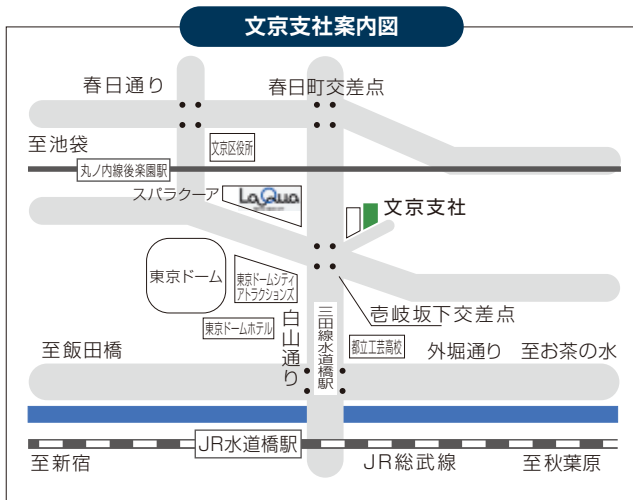 文京支社案内図
春日通り
春日町交差点
至池袋
文京区役所
丸ノ内線後楽園駅
スパラクーア
LaQua
文京支社
東京ドーム
東京ドームシティ
アトラクションズ
東京ドームホテル
白山通り
三田線水道橋駅
壱岐坂下交差点
都立工芸高校
至飯田橋
外堀通り
至お茶の水
JR水道橋駅
至新宿
JR総武線
至秋葉原